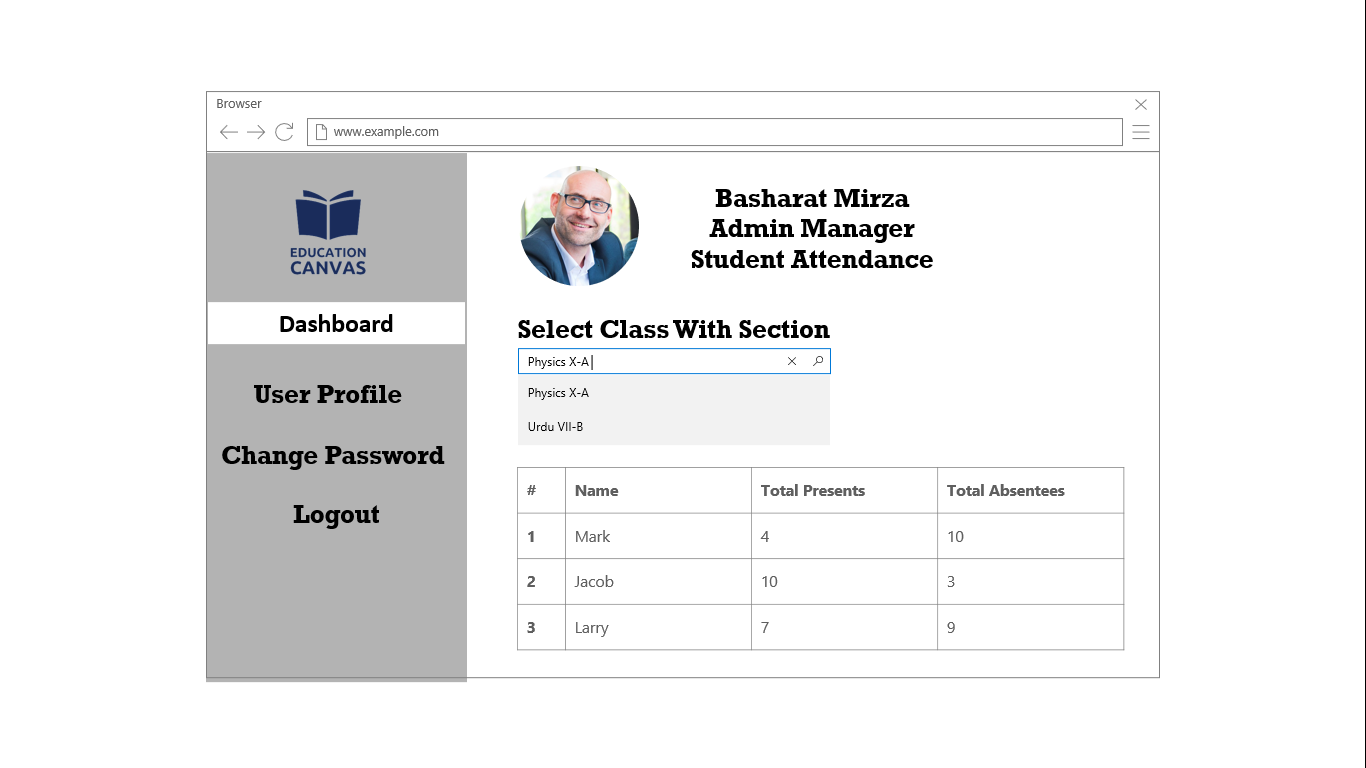 Browser
www.example.com
EDUCATION
CANVAS
Dashboard
User Profile
Change Password
Logout
Basharat Mirza
Admin Manager
Student Attendance
Select Class With Section
Physics X-A
Physics X-A
Urdu VII-B
# Name Total Presents Total Absentees
1 Mark 4 10
2 Jacob 10 3
3 Larry 7 9